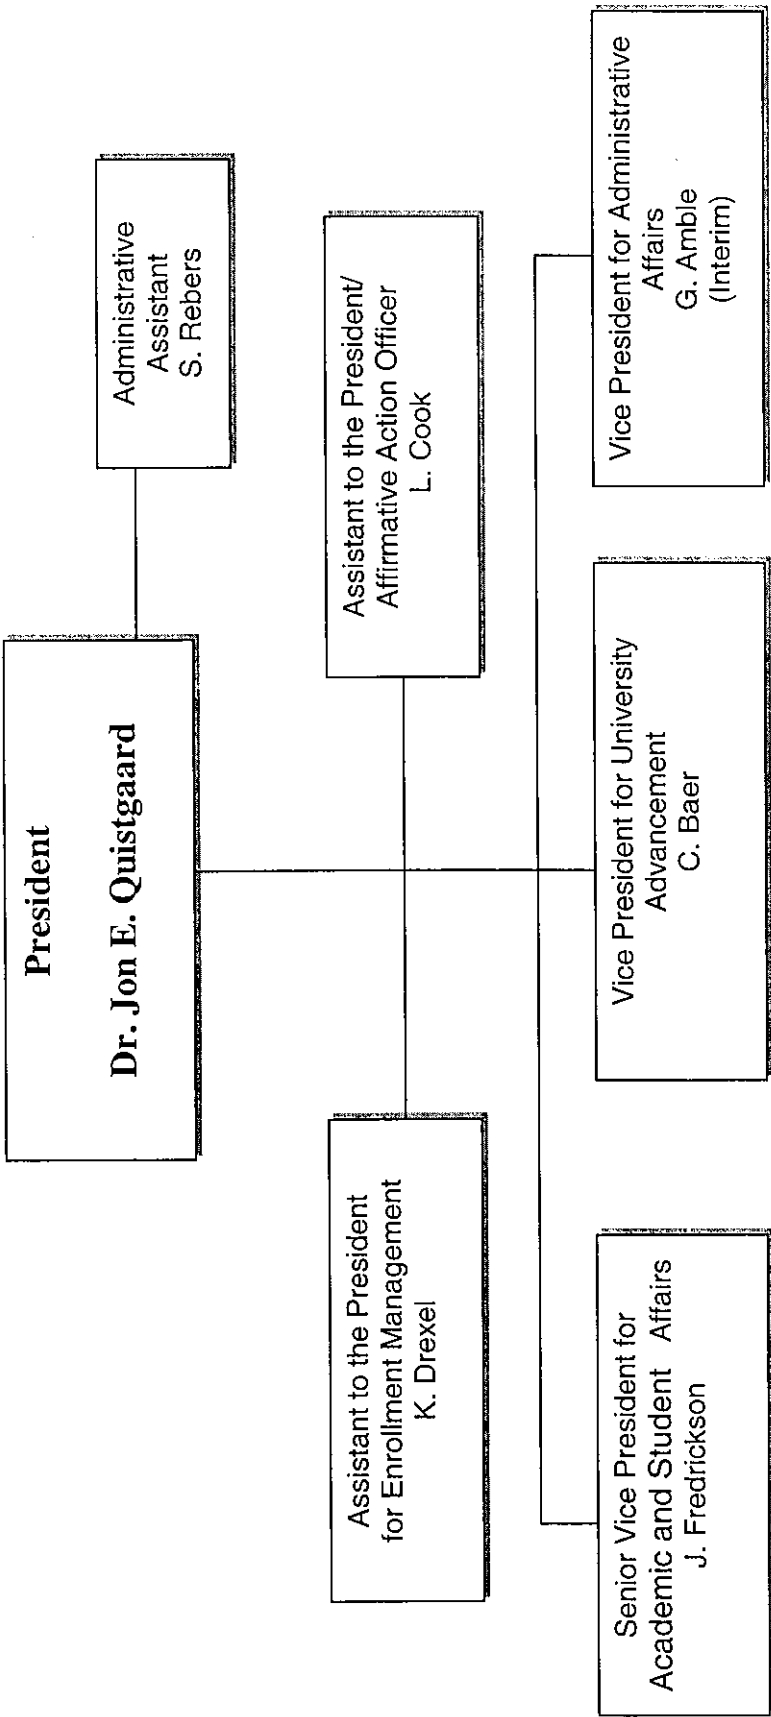 President
Dr. Jon E. Quistgaard
Administrative
Assistant
S. Rebers
Assistant to the President
for Enrollment Management
K. Drexel
Assistant to the President/
Affirmative Action Officer
L. Cook
Senior Vice President for
Academic and Student Affairs
J. Fredrickson
Vice President for University
Advancement
C. Baer
Vice President for Administrative
Affairs
G. Amble
(Interim)